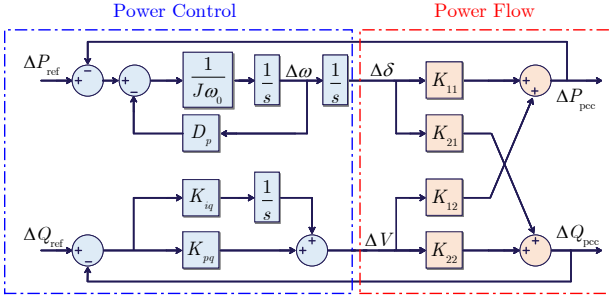 Power Control
Power Flow
ΔP_ref
1/(Jω_0)
1/s
Δω
1/s
Δδ
K_11
ΔP_pcc
D_p
K_21
K_iq
1/s
K_12
ΔQ_ref
K_pq
ΔV
K_22
ΔQ_pcc